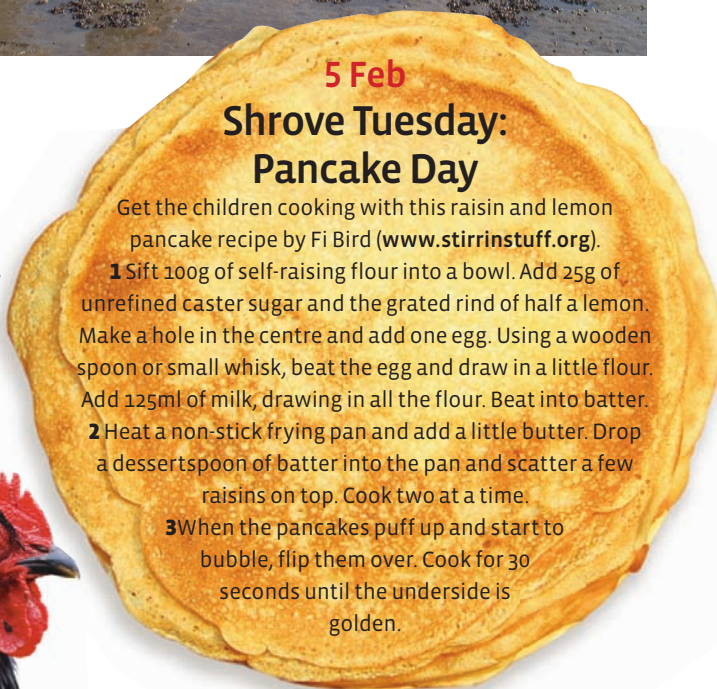 5 Feb
Shrove Tuesday:
Pancake Day
Get the children cooking with this raisin and lemon
pancake recipe by Fi Bird (www.stirrinstuff.org).
1 Sift 100g of self-raising flour into a bowl. Add 25g of
unrefined caster sugar and the grated rind of half a lemon.
Make a hole in the centre and add one egg. Using a wooden
spoon or small whisk, beat the egg and draw in a little flour.
Add 125ml of milk, drawing in all the flour. Beat into batter.
2 Heat a non-stick frying pan and add a little butter. Drop
a dessertspoon of batter into the pan and scatter a few
raisins on top. Cook two at a time.
3When the pancakes puff up and start to
bubble, flip them over. Cook for 30
seconds until the underside is
golden.